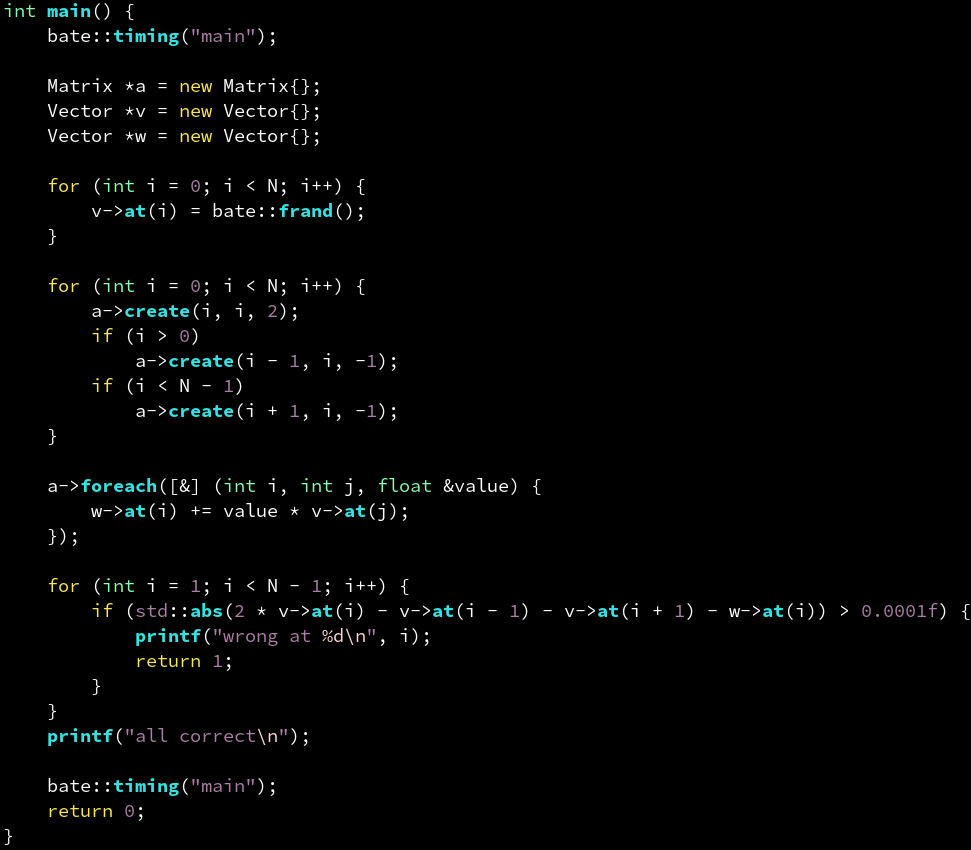 int main() {
    bate::timing("main");

    Matrix *a = new Matrix{};
    Vector *v = new Vector{};
    Vector *w = new Vector{};

    for (int i = 0; i < N; i++) {
        v->at(i) = bate::frand();
    }

    for (int i = 0; i < N; i++) {
        a->create(i, i, 2);
        if (i > 0)
            a->create(i - 1, i, -1);
        if (i < N - 1)
            a->create(i + 1, i, -1);
    }

    a->foreach([&] (int i, int j, float &value) {
        w->at(i) += value * v->at(j);
    });

    for (int i = 1; i < N - 1; i++) {
        if (std::abs(2 * v->at(i) - v->at(i - 1) - v->at(i + 1) - w->at(i)) > 0.0001f) {
            printf("wrong at %d\n", i);
            return 1;
        }
    }
    printf("all correct\n");

    bate::timing("main");
    return 0;
}